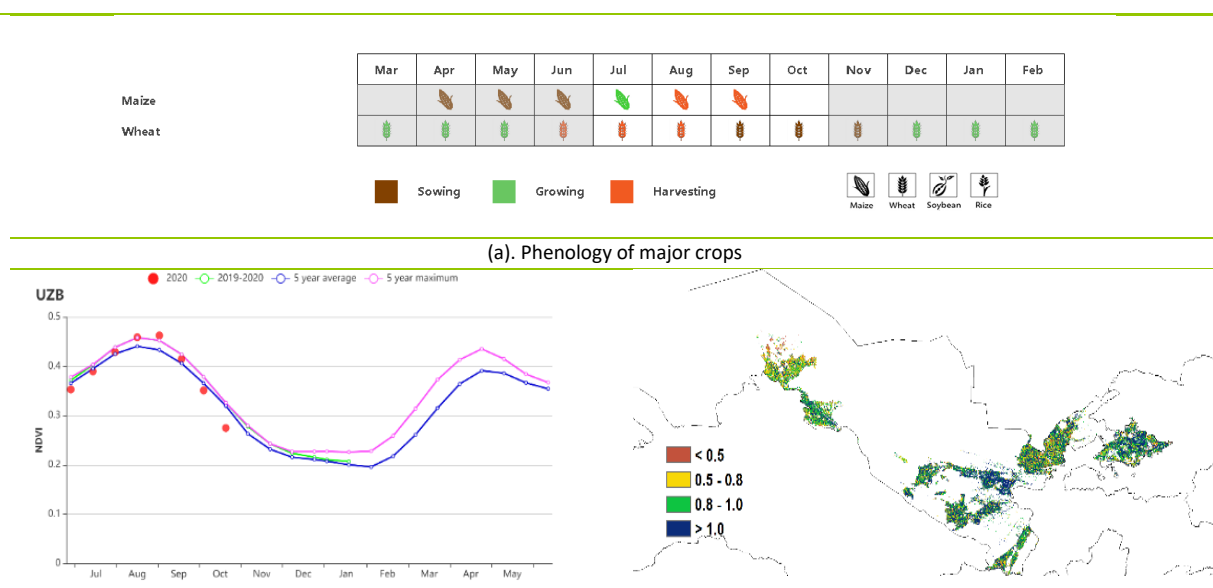 Mar Apr May Jun Jul Aug Sep Oct Nov Dec Jan Feb
Maize
Wheat
Sowing Growing Harvesting
Maize Wheat Soybean Rice
(a). Phenology of major crops
2020 2019-2020 5 year average 5 year maximum
UZB
0.5
0.4
0.3
0.2
0.1
0
NDVI
Jul Aug Sep Oct Nov Dec Jan Feb Mar Apr May
< 0.5
0.5 - 0.8
0.8 - 1.0
> 1.0